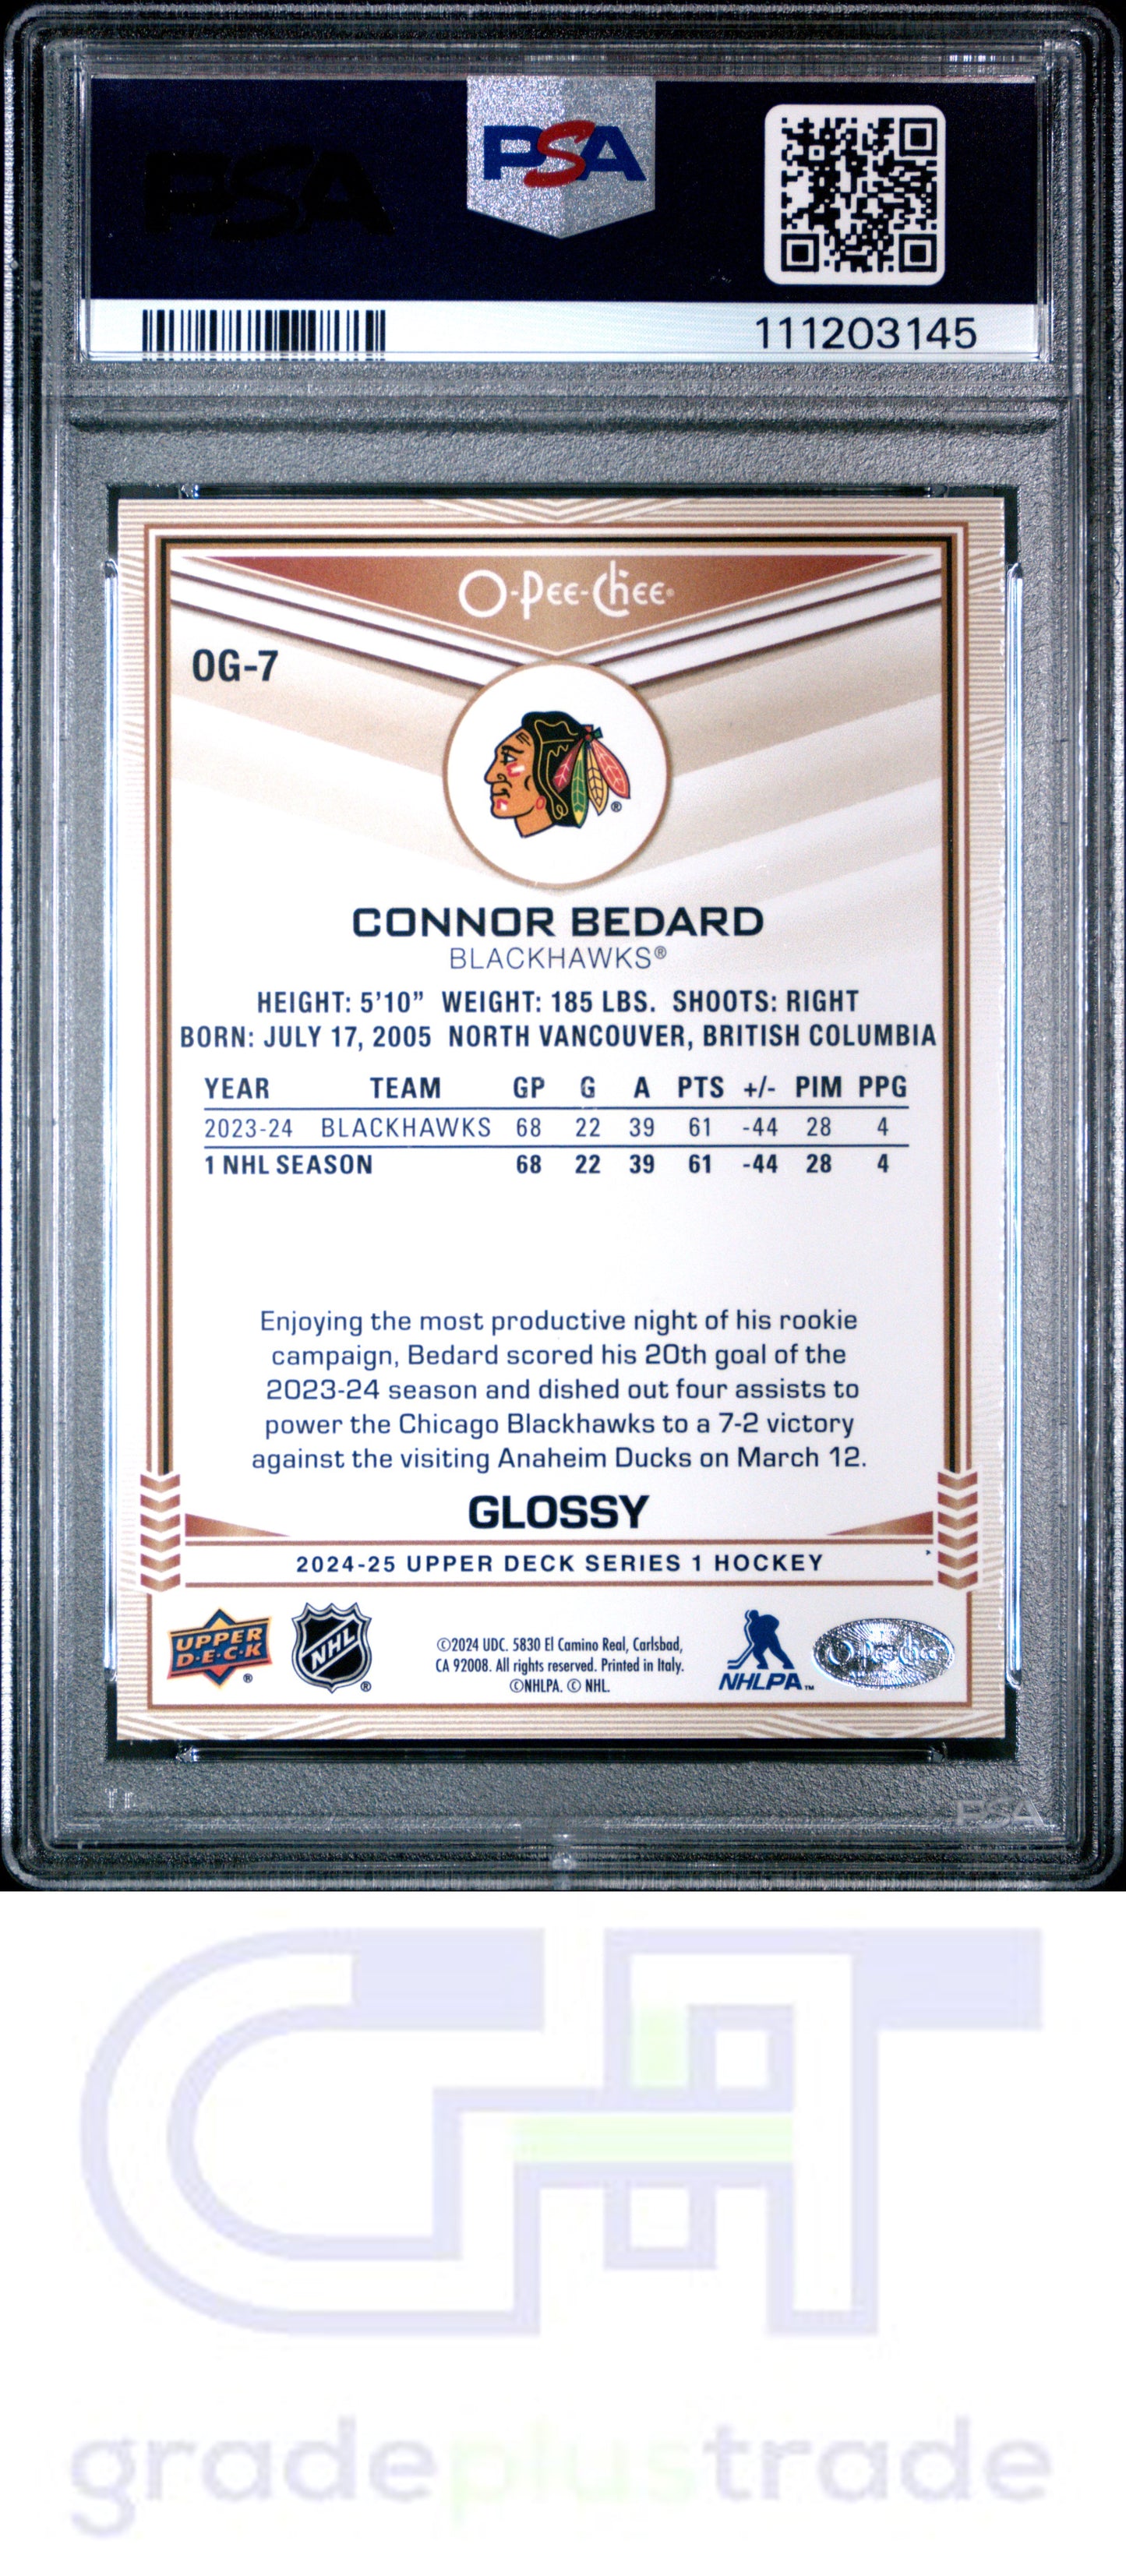 PSA
PSA
111203145
O-Pee-Chee
OG-7
CONNOR BEDARD
BLACKHAWKS®
HEIGHT: 5'10” WEIGHT: 185 LBS. SHOOTS: RIGHT
BORN: JULY 17, 2005 NORTH VANCOUVER, BRITISH COLUMBIA
YEAR TEAM GP G A PTS +/- PIM PPG
2023-24 BLACKHAWKS 68 22 39 61 -44 28 4
1 NHL SEASON 68 22 39 61 -44 28 4
Enjoying the most productive night of his rookie
campaign, Bedard scored his 20th goal of the
2023-24 season and dished out four assists to
power the Chicago Blackhawks to a 7-2 victory
against the visiting Anaheim Ducks on March 12.
GLOSSY
2024-25 UPPER DECK SERIES 1 HOCKEY
UPPER
D·E·C·K ®
NHL ®
©2024 UDC. 5830 El Camino Real, Carlsbad,
CA 92008. All rights reserved. Printed in Italy.
©NHLPA. © NHL.
NHLPA™
O-Pee-Chee
PSA
gradeplustrade